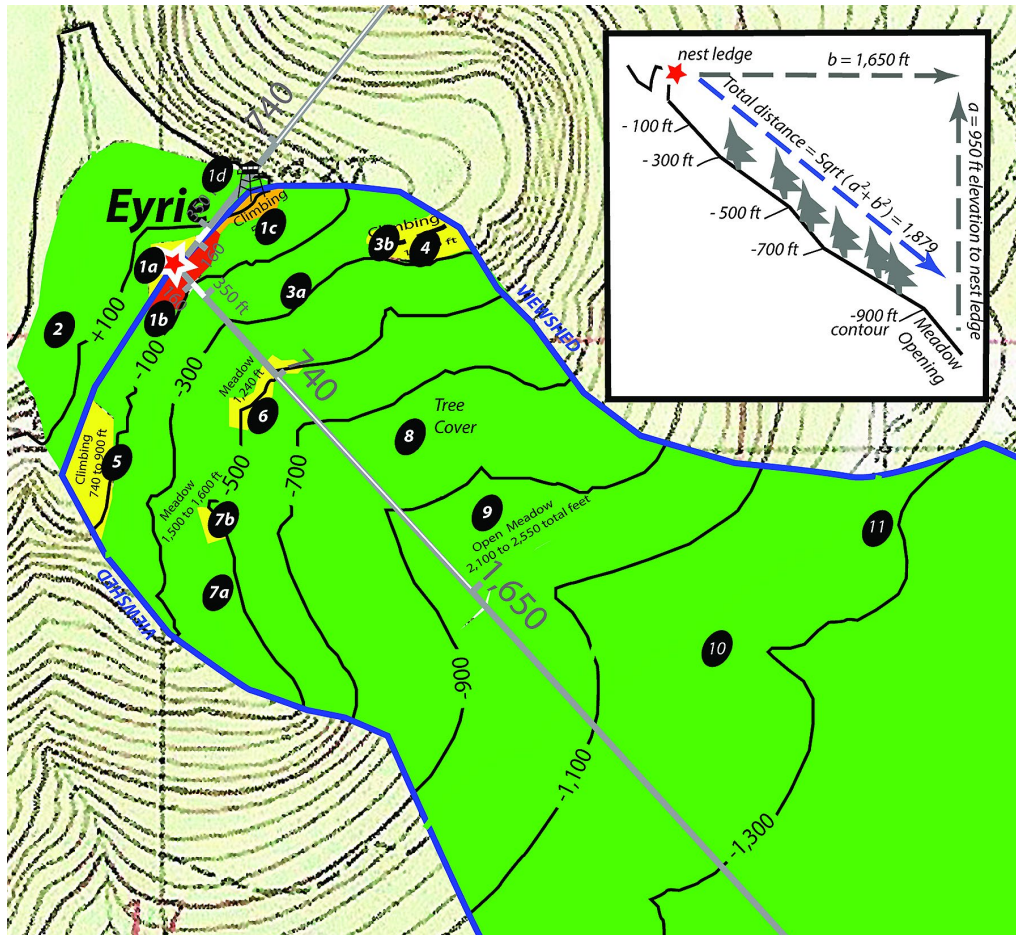 740
1d
Eyrie
Climbing
1c
Climbing
3b
4
ft
1a
100
160
350 ft
3a
1b
2
+100
-100
-300
VIEWSHED
740
Meadow
1,240 ft
6
Tree
Cover
8
Climbing
740 to 900 ft
5
-500
-700
Meadow
1,500 to 1,600 ft
7b
9
Open Meadow
2,100 to 2,550 total feet
11
VIEWSHED
7a
1,650
10
-900
-1,100
-1,300
nest ledge
b = 1,650 ft
Total distance = Sqrt (a²+ b²) = 1,879
a = 950 ft elevation to nest ledge
- 100 ft
- 300 ft
- 500 ft
-700 ft
-900 ft
contour
Meadow
Opening